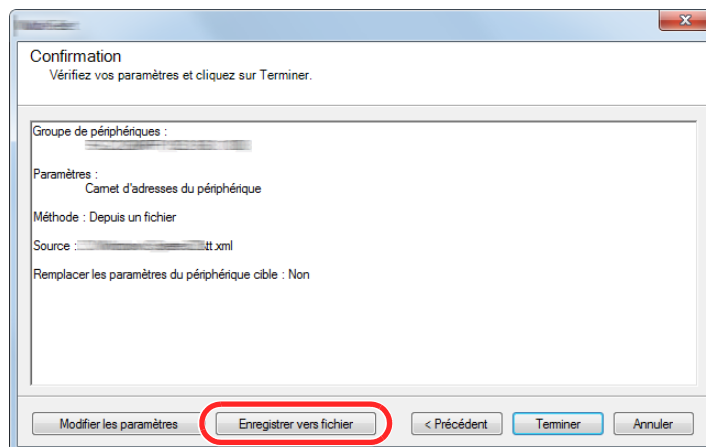 Confirmation
Vérifiez vos paramètres et cliquez sur Terminer.
Groupe de périphériques :
Paramètres :
Carnet d'adresses du périphérique
Méthode : Depuis un fichier
Source : tt.xml
Remplacer les paramètres du périphérique cible : Non
Modifier les paramètres Enregistrer vers fichier < Précédent Terminer Annuler